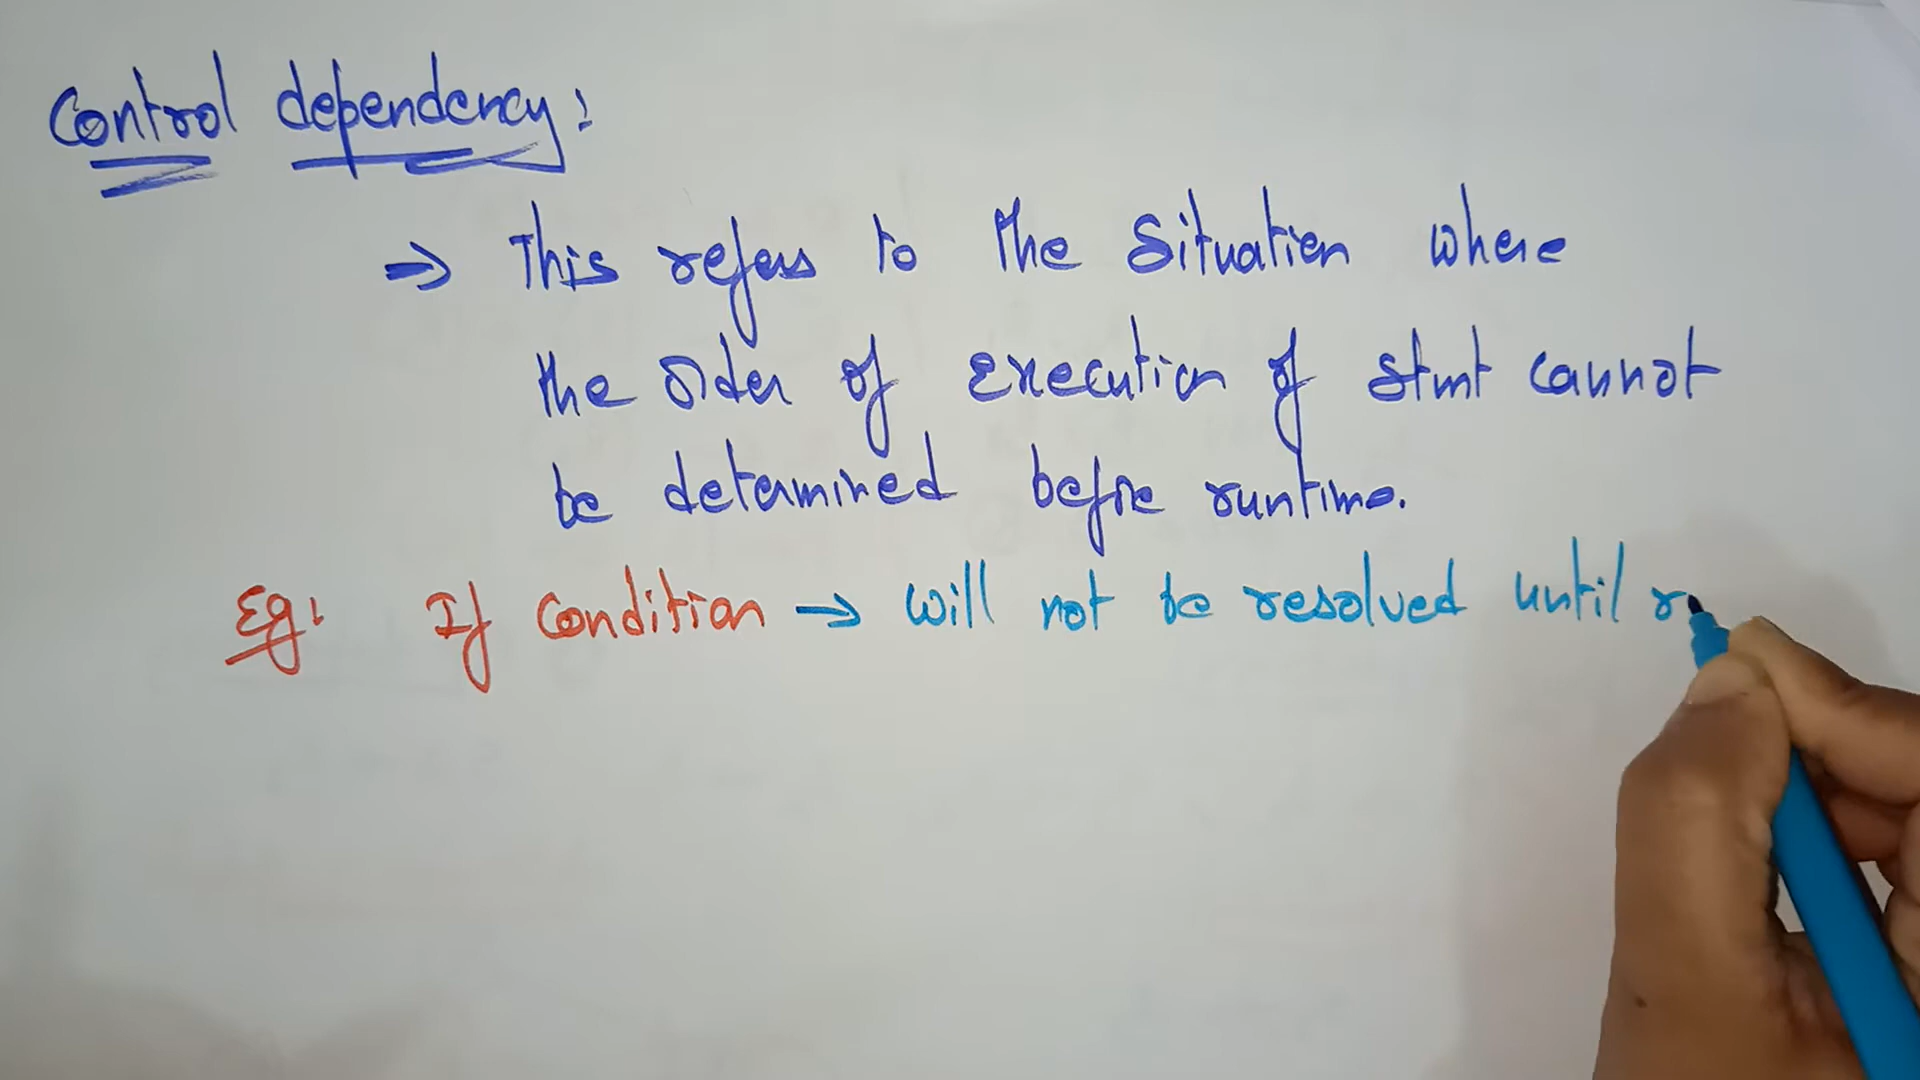 Control dependency:
⇒ This refers to the situation where
the order of execution of stmt cannot
be determined before runtime.
Eg: If condition → will not be resolved until r